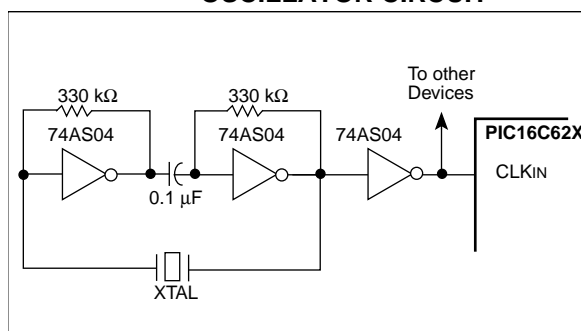 OSCILLATOR CIRCUIT
330 kΩ
330 kΩ
To other
Devices
74AS04
74AS04
74AS04
PIC16C62X
CLKIN
0.1 µF
XTAL